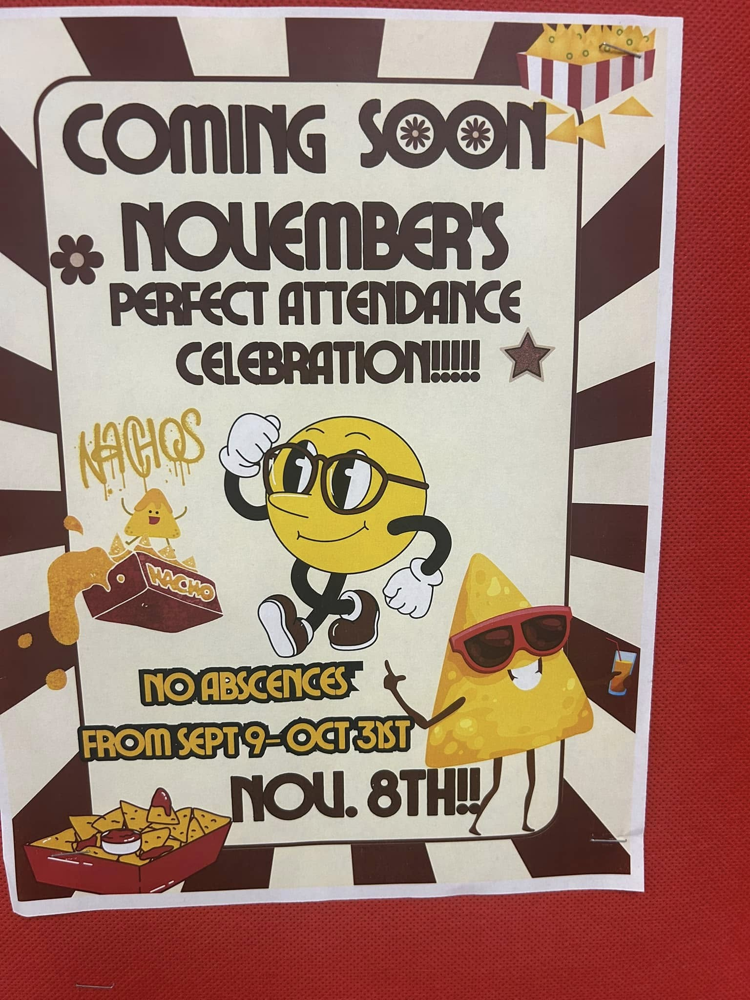 COMING SOON
NOVEMBER'S
PERFECT ATTENDANCE
CELEBRATION!!!!!
NACHOS
NACHO
NO ABSCENCES
FROM SEPT 9-OCT 31ST
NOV. 8TH!!